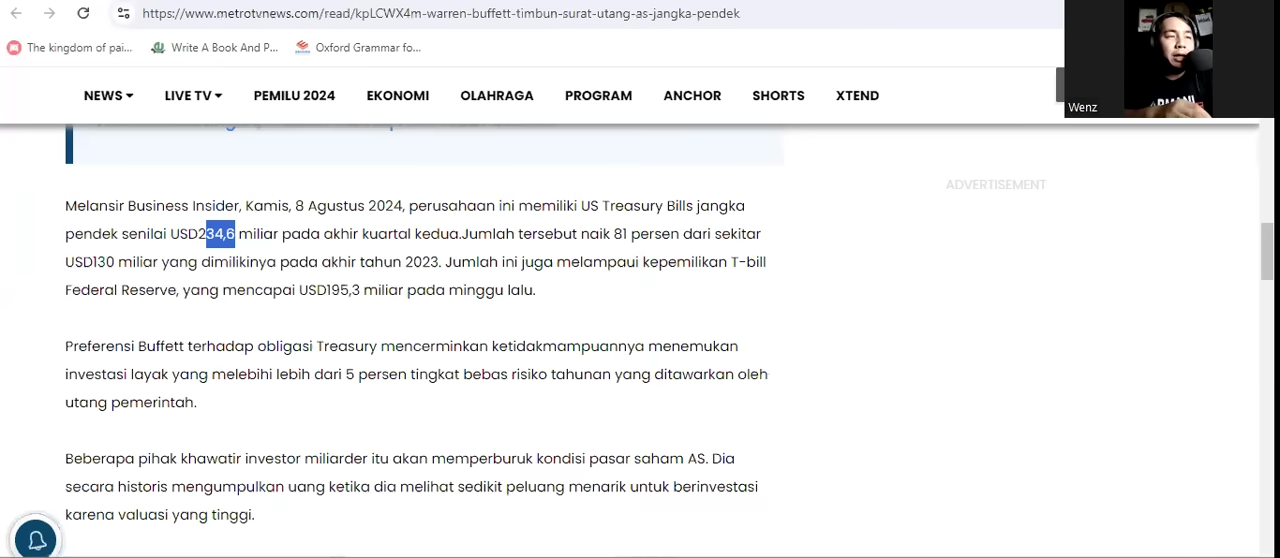 https://www.metrotvnews.com/read/kpLCWX4m-warren-buffett-timbun-surat-utang-as-jangka-pendek
The kingdom of pai...
Write A Book And P...
Oxford Grammar fo...
NEWS
LIVE TV
PEMILU 2024
EKONOMI
OLAHRAGA
PROGRAM
ANCHOR
SHORTS
XTEND
Wenz
ADVERTISEMENT
Melansir Business Insider, Kamis, 8 Agustus 2024, perusahaan ini memiliki US Treasury Bills jangka
pendek senilai USD234,6 miliar pada akhir kuartal kedua.Jumlah tersebut naik 81 persen dari sekitar
USD130 miliar yang dimilikinya pada akhir tahun 2023. Jumlah ini juga melampaui kepemilikan T-bill
Federal Reserve, yang mencapai USD195,3 miliar pada minggu lalu.
Preferensi Buffett terhadap obligasi Treasury mencerminkan ketidakmampuannya menemukan
investasi layak yang melebihi lebih dari 5 persen tingkat bebas risiko tahunan yang ditawarkan oleh
utang pemerintah.
Beberapa pihak khawatir investor miliarder itu akan memperburuk kondisi pasar saham AS. Dia
secara historis mengumpulkan uang ketika dia melihat sedikit peluang menarik untuk berinvestasi
karena valuasi yang tinggi.